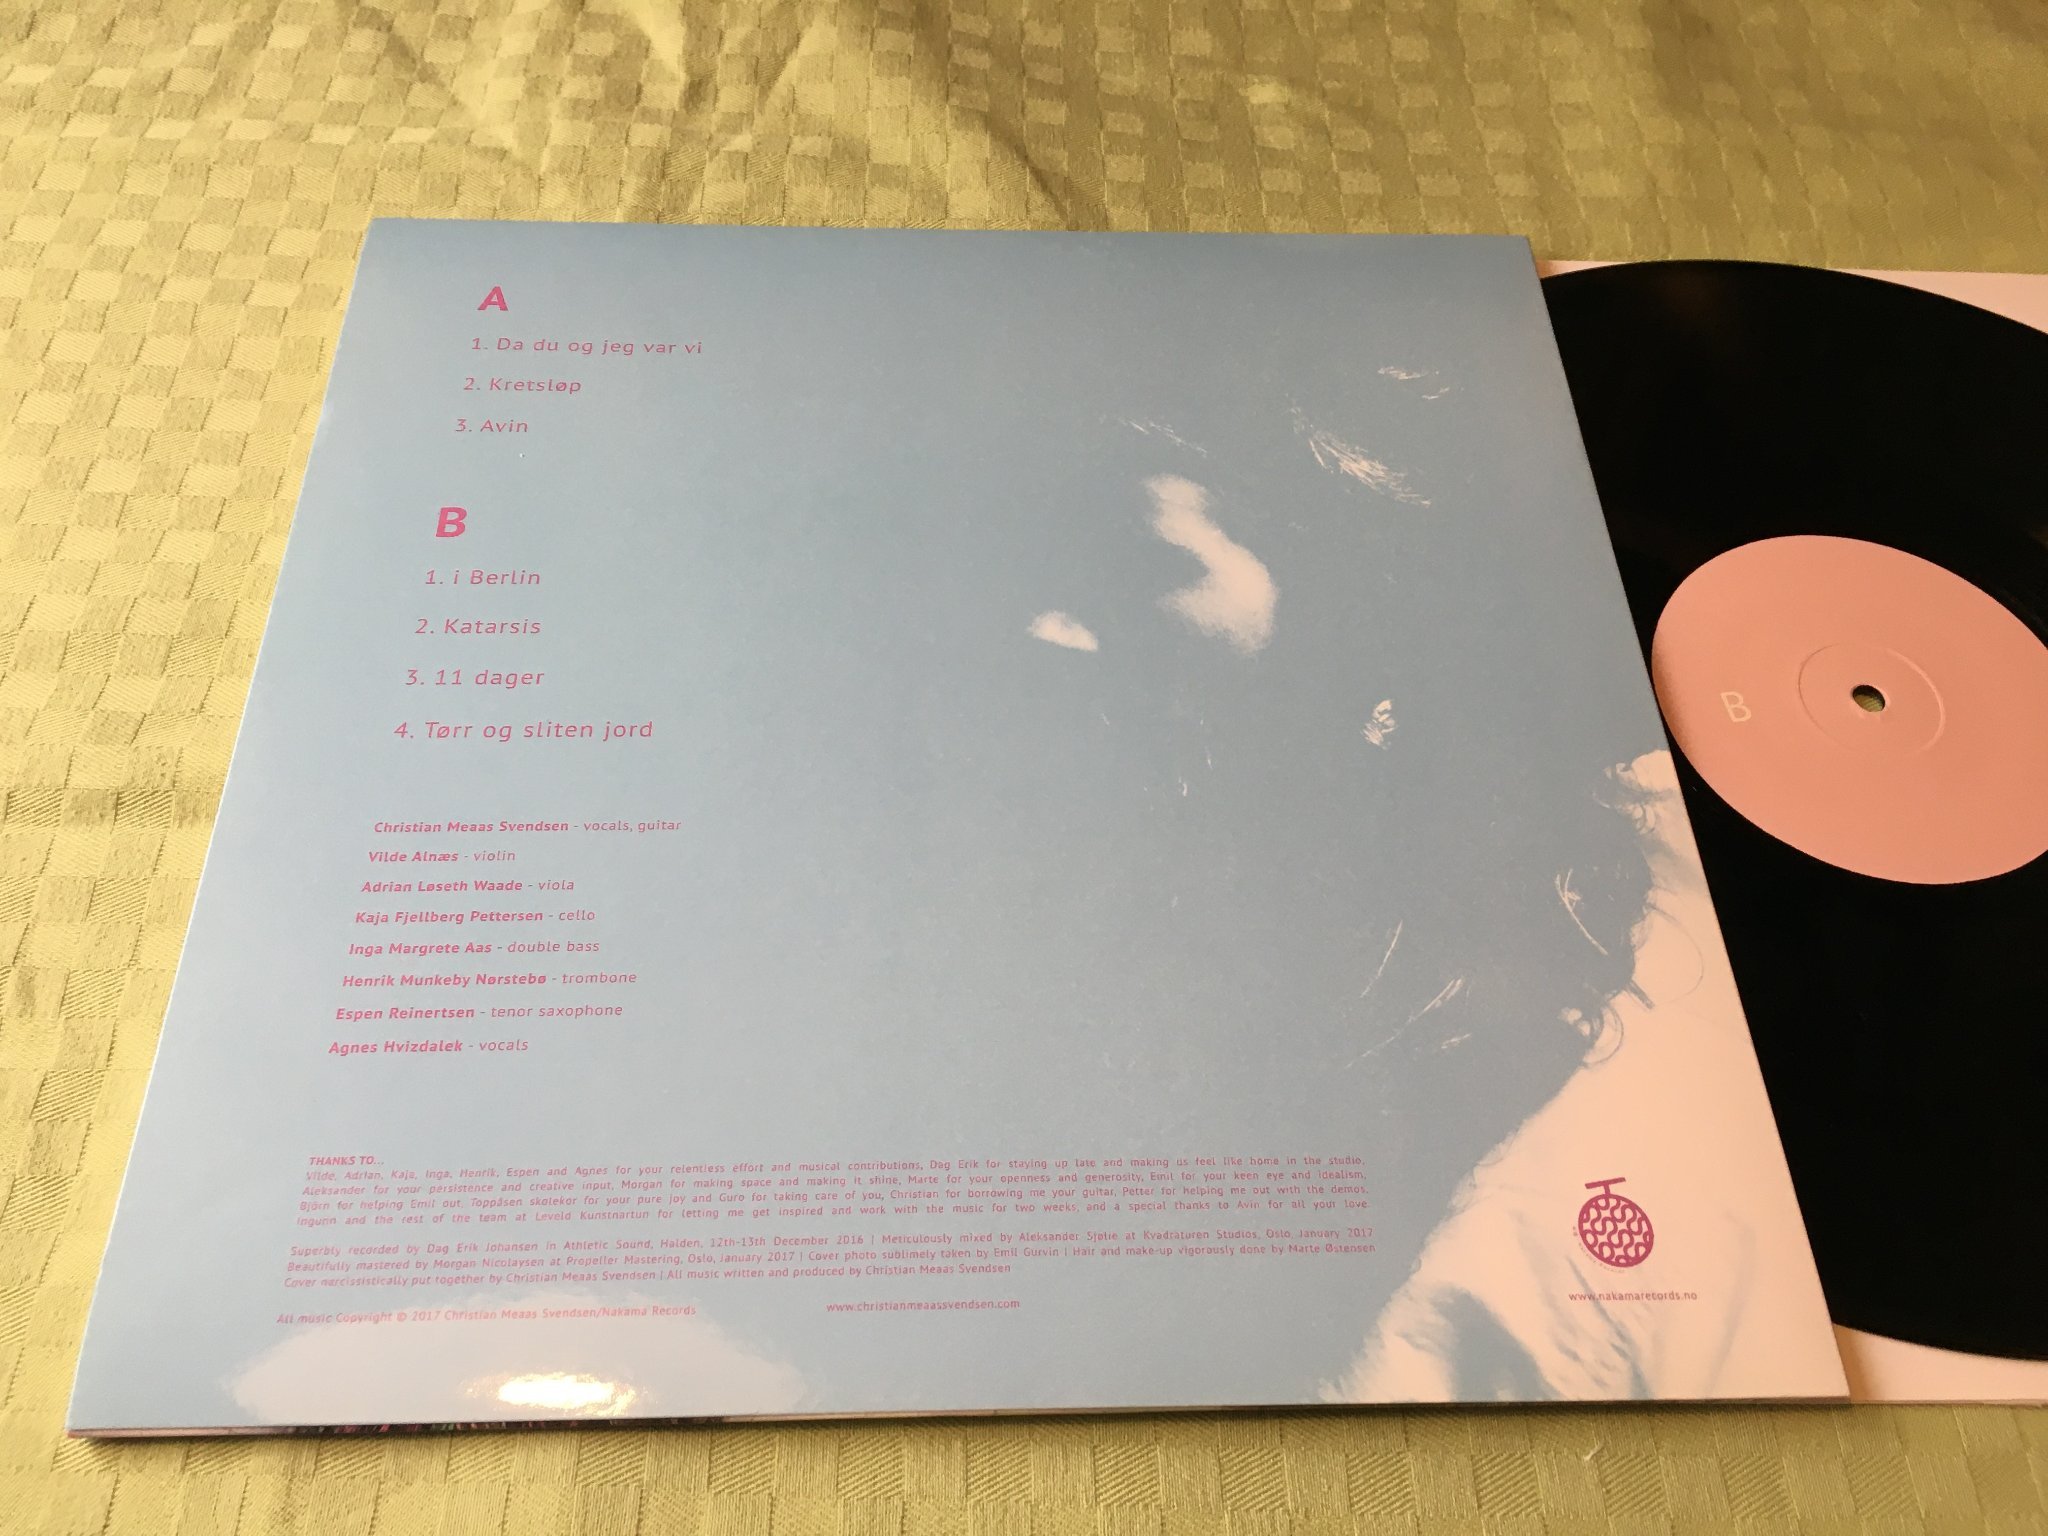 A
1. Da du og jeg var vi
2. Kretsløp
3. Avin
B
1. i Berlin
2. Katarsis
3. 11 dager
4. Tørr og sliten jord
Christian Meaas Svendsen - vocals, guitar
Vilde Alnæs - violin
Adrian Løseth Waade - viola
Kaja Fjellberg Pettersen - cello
Inga Margrete Aas - double bass
Henrik Munkeby Nørstebø - trombone
Espen Reinertsen - tenor saxophone
Agnes Hvizdalek - vocals
THANKS TO...
Vilde, Adrian, Kaja, Inga, Henrik, Espen and Agnes for your relentless effort and musical contributions, Dag Erik for staying up late and making us feel like home in the studio,
Aleksander for your persistence and creative input, Morgan for making space and making it shine, Marte for your openness and generosity, Emil for your keen eye and idealism,
Björn for helping Emil out, Toppåsen skolekor for your pure joy and Guro for taking care of you, Christian for borrowing me your guitar, Petter for helping me out with the demos,
Ingunn and the rest of the team at Leveld Kunstnartun for letting me get inspired and work with the music for two weeks, and a special thanks to Avin for all your love.
Superbly recorded by Dag Erik Johansen in Athletic Sound, Halden, 12th-13th December 2016 | Meticulously mixed by Aleksander Sjølie at Kvadraturen Studios, Oslo, January 2017
Beautifully mastered by Morgan Nicolaysen at Propeller Mastering, Oslo, January 2017 | Cover photo sublimely taken by Emil Gurvin | Hair and make-up vigorously done by Marte Østensen
Cover narcissistically put together by Christian Meaas Svendsen | All music written and produced by Christian Meaas Svendsen
All music Copyright © 2017 Christian Meaas Svendsen/Nakama Records
www.christianmeaassvendsen.com
www.nakamarecords.no
B